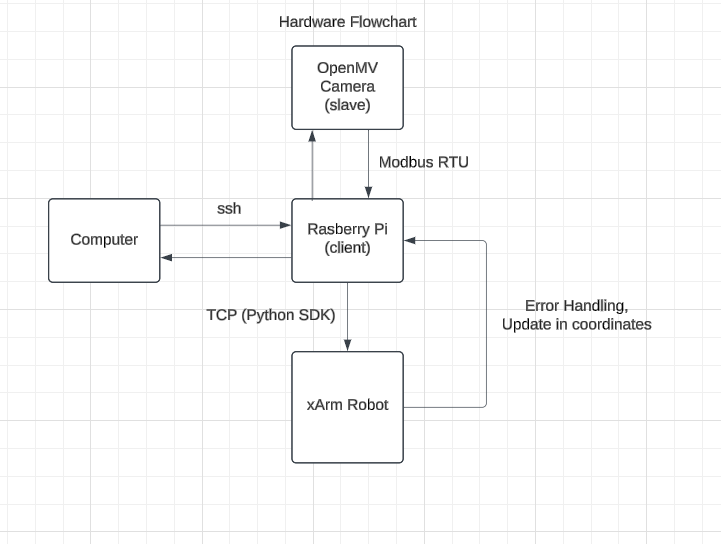 Hardware Flowchart
OpenMV
Camera
(slave)
Modbus RTU
ssh
Computer
Rasberry Pi
(client)
TCP (Python SDK)
Error Handling,
Update in coordinates
xArm Robot